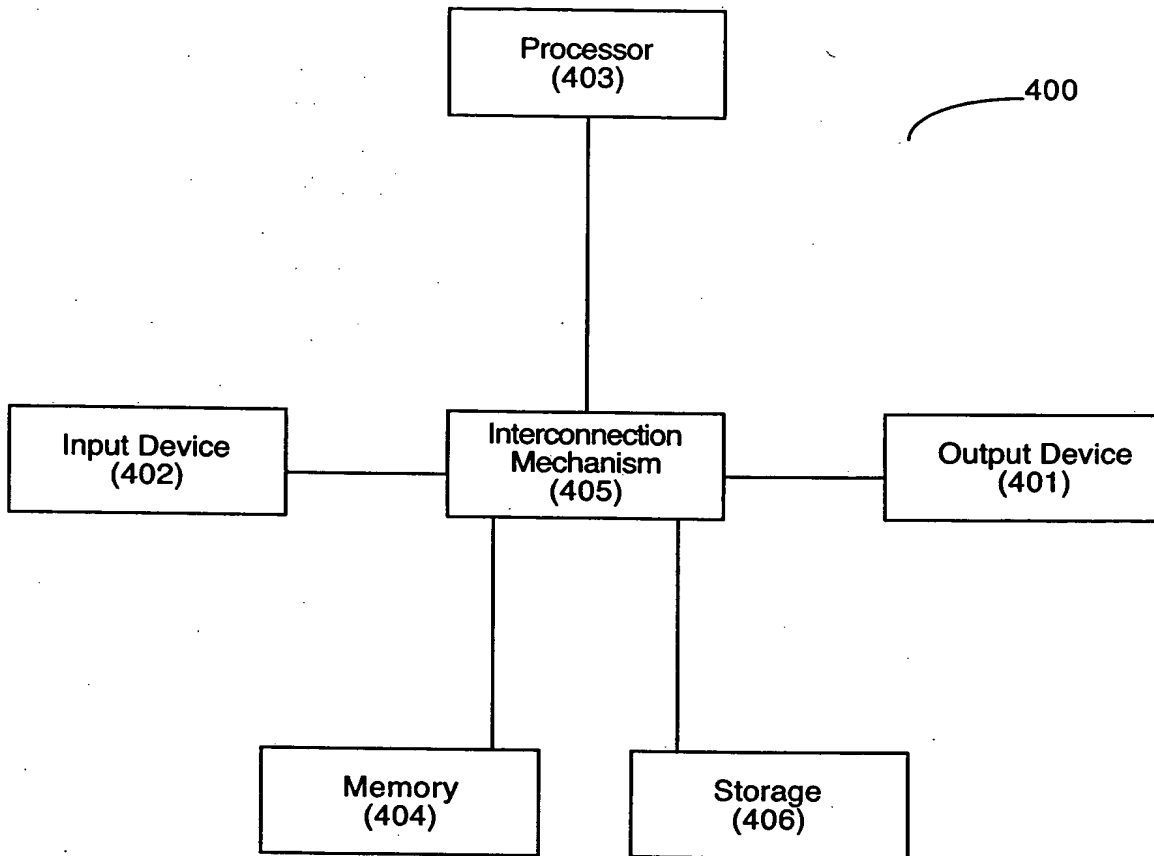 Processor
(403)
400
Input Device
(402)
Interconnection
Mechanism
(405)
Output Device
(401)
Memory
(404)
Storage
(406)